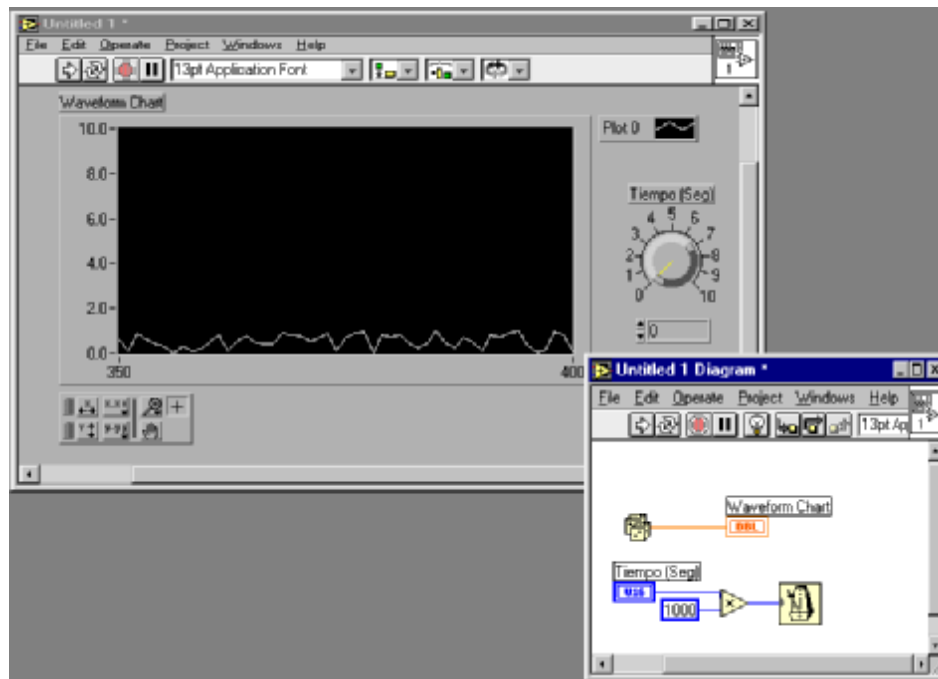 Untitled 1 *
File Edit Operate Project Windows Help
13pt Application Font
1
Waveform Chart
Plot 0
10.0
8.0
6.0
4.0
2.0
0.0
350
400
Tiempo (Seg)
0 1 2 3 4 5 6 7 8 9 10
0
Untitled 1 Diagram *
File Edit Operate Project Windows Help
13pt Ap
1
Waveform Chart
DBL
Tiempo (Seg)
U16
1000